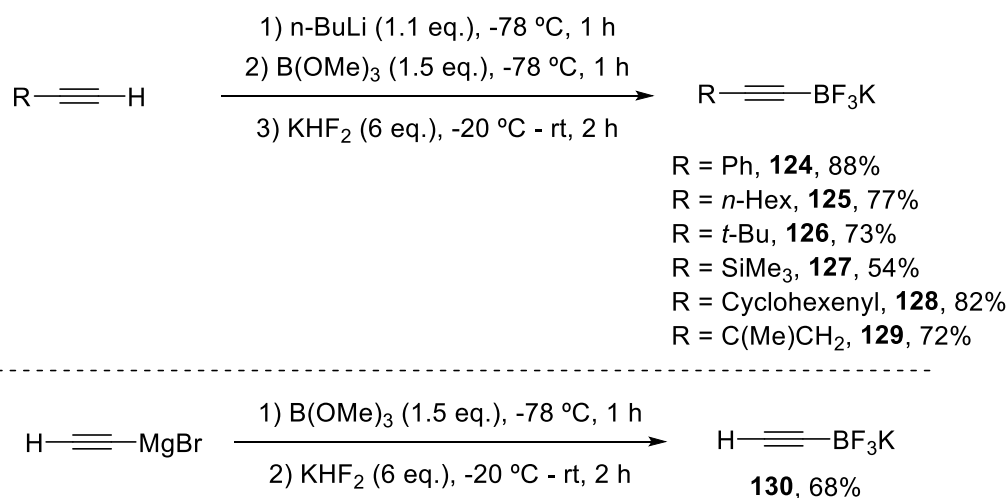 1) n-BuLi (1.1 eq.), -78 ºC, 1 h
2) B(OMe)3 (1.5 eq.), -78 ºC, 1 h
R H R BF3K
3) KHF2 (6 eq.), -20 ºC - rt, 2 h
R = Ph, 124, 88%
R = n-Hex, 125, 77%
R = t-Bu, 126, 73%
R = SiMe3, 127, 54%
R = Cyclohexenyl, 128, 82%
R = C(Me)CH2, 129, 72%
1) B(OMe)3 (1.5 eq.), -78 ºC, 1 h
H MgBr H BF3K
2) KHF2 (6 eq.), -20 ºC - rt, 2 h
130, 68%